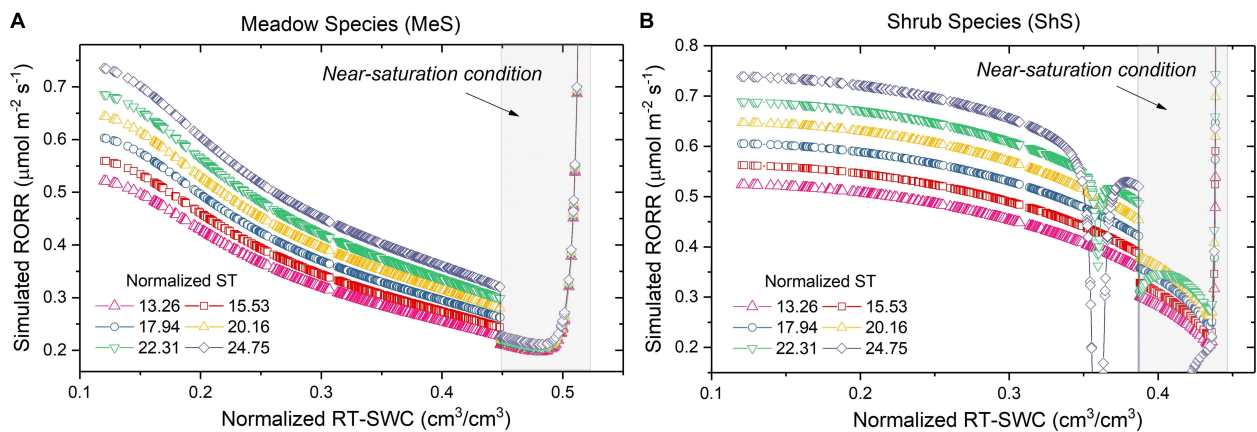 A
Meadow Species (MeS)
Near-saturation condition
Simulated RORR (μmol m⁻² s⁻¹)
0.7
0.6
0.5
0.4
0.3
0.2
Normalized ST
13.26 15.53
17.94 20.16
22.31 24.75
0.1 0.2 0.3 0.4 0.5
Normalized RT-SWC (cm³/cm³)
B
Shrub Species (ShS)
Near-saturation condition
Simulated RORR (μmol m⁻² s⁻¹)
0.8
0.7
0.6
0.5
0.4
0.3
0.2
Normalized ST
13.26 15.53
17.94 20.16
22.31 24.75
0.1 0.2 0.3 0.4
Normalized RT-SWC (cm³/cm³)